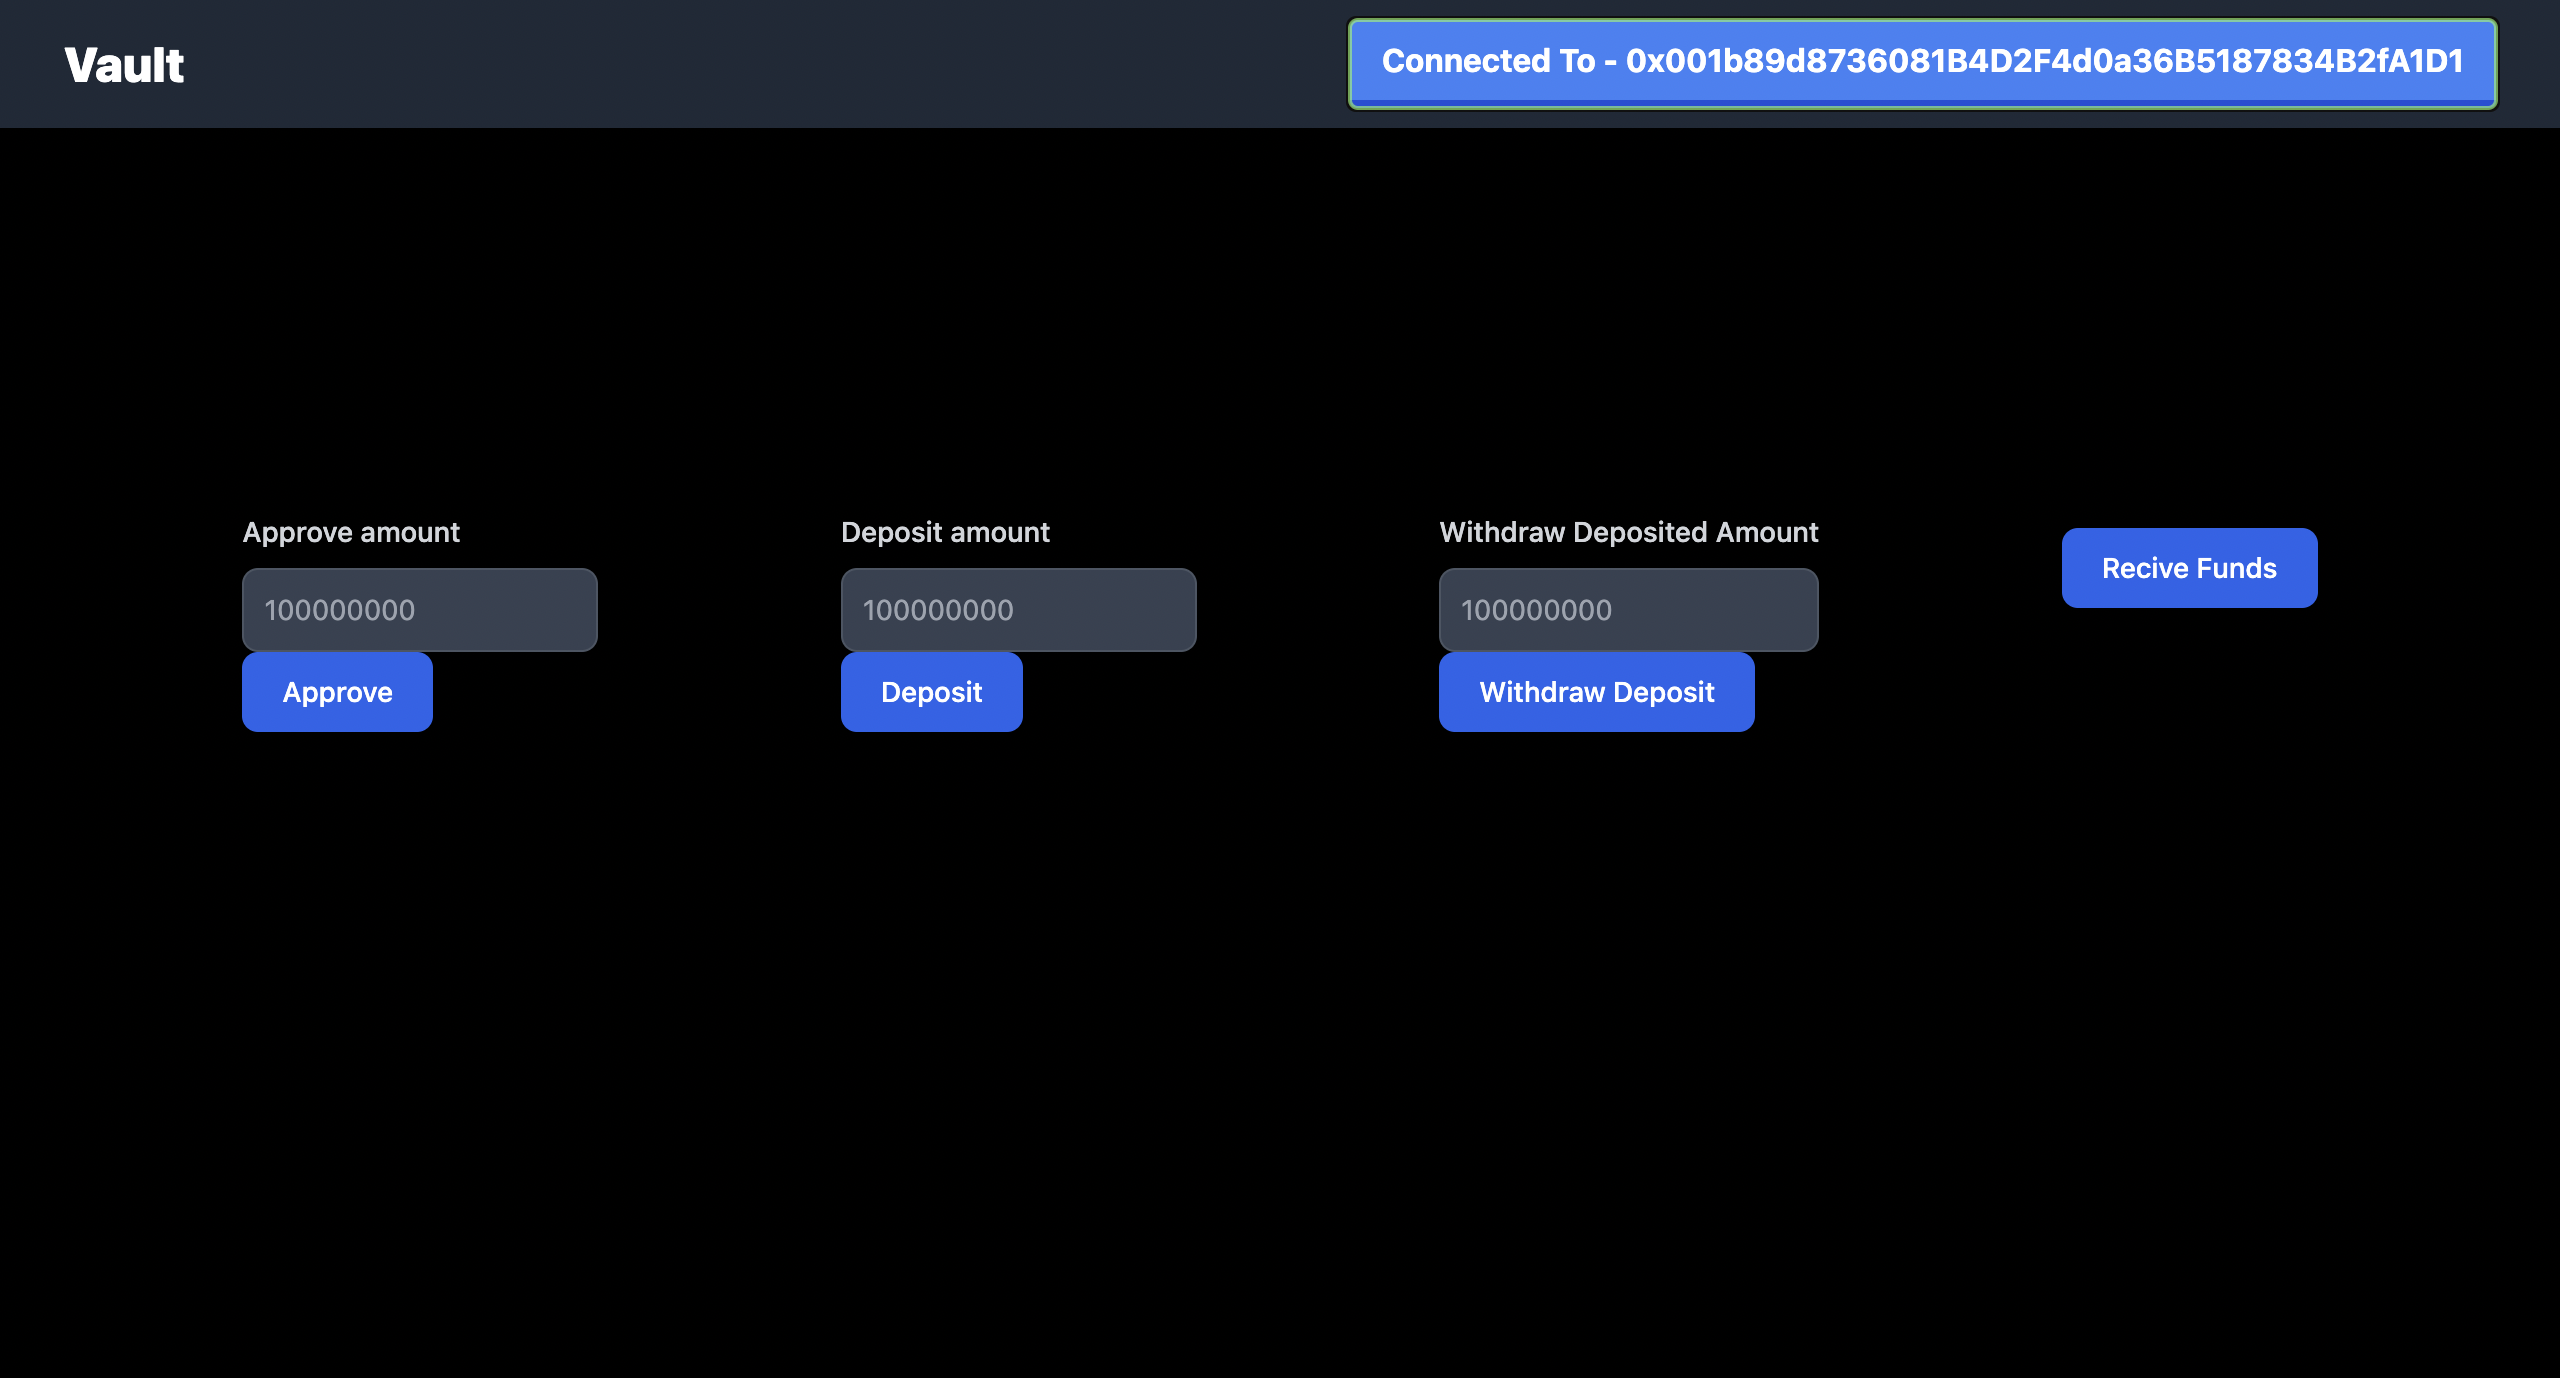 Vault
Connected To - 0x001b89d8736081B4D2F4d0a36B5187834B2fA1D1
Approve amount
100000000
Approve
Deposit amount
100000000
Deposit
Withdraw Deposited Amount
100000000
Withdraw Deposit
Recive Funds